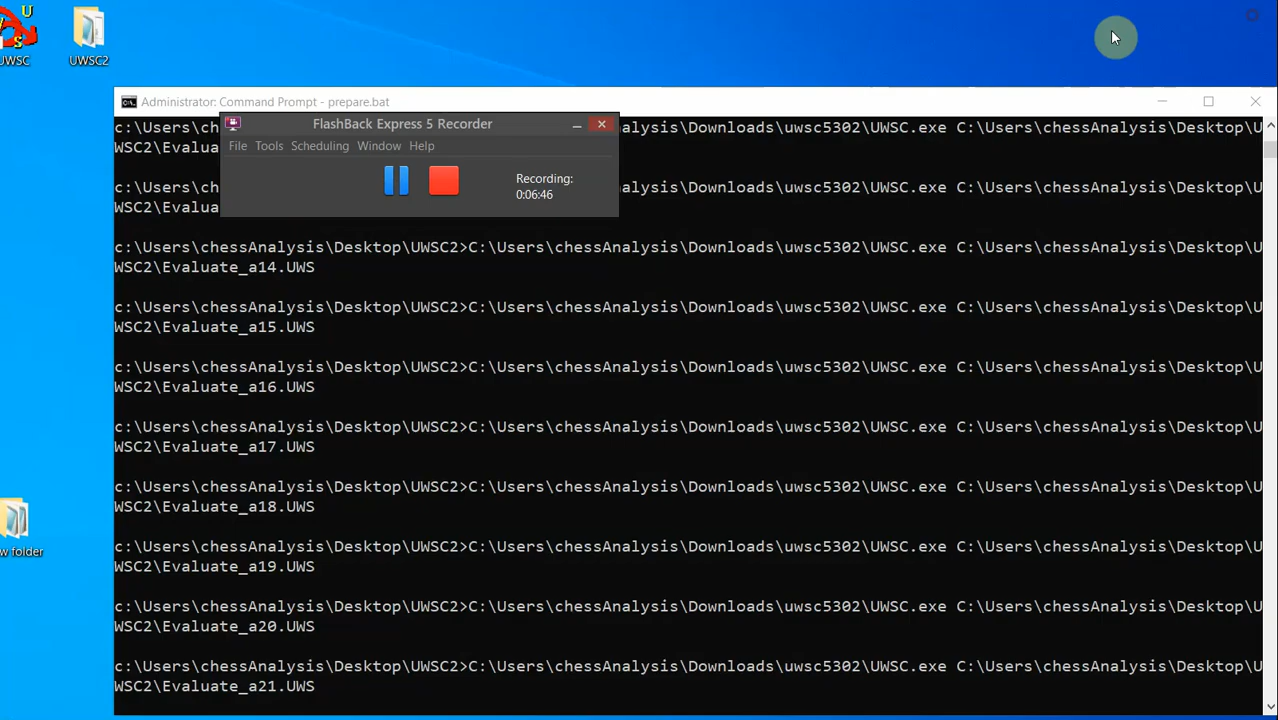 U
S
UWSC
UWSC2
Administrator: Command Prompt - prepare.bat
FlashBack Express 5 Recorder
File Tools Scheduling Window Help
Recording:
0:06:46
c:\Users\ch alysis\Downloads\uwsc5302\UWSC.exe C:\Users\chessAnalysis\Desktop\U
WSC2\Evalua
c:\Users\ch alysis\Downloads\uwsc5302\UWSC.exe C:\Users\chessAnalysis\Desktop\U
WSC2\Evalua
c:\Users\chessAnalysis\Desktop\UWSC2>C:\Users\chessAnalysis\Downloads\uwsc5302\UWSC.exe C:\Users\chessAnalysis\Desktop\U
WSC2\Evaluate_a14.UWS
c:\Users\chessAnalysis\Desktop\UWSC2>C:\Users\chessAnalysis\Downloads\uwsc5302\UWSC.exe C:\Users\chessAnalysis\Desktop\U
WSC2\Evaluate_a15.UWS
c:\Users\chessAnalysis\Desktop\UWSC2>C:\Users\chessAnalysis\Downloads\uwsc5302\UWSC.exe C:\Users\chessAnalysis\Desktop\U
WSC2\Evaluate_a16.UWS
c:\Users\chessAnalysis\Desktop\UWSC2>C:\Users\chessAnalysis\Downloads\uwsc5302\UWSC.exe C:\Users\chessAnalysis\Desktop\U
WSC2\Evaluate_a17.UWS
c:\Users\chessAnalysis\Desktop\UWSC2>C:\Users\chessAnalysis\Downloads\uwsc5302\UWSC.exe C:\Users\chessAnalysis\Desktop\U
WSC2\Evaluate_a18.UWS
c:\Users\chessAnalysis\Desktop\UWSC2>C:\Users\chessAnalysis\Downloads\uwsc5302\UWSC.exe C:\Users\chessAnalysis\Desktop\U
WSC2\Evaluate_a19.UWS
w folder
c:\Users\chessAnalysis\Desktop\UWSC2>C:\Users\chessAnalysis\Downloads\uwsc5302\UWSC.exe C:\Users\chessAnalysis\Desktop\U
WSC2\Evaluate_a20.UWS
c:\Users\chessAnalysis\Desktop\UWSC2>C:\Users\chessAnalysis\Downloads\uwsc5302\UWSC.exe C:\Users\chessAnalysis\Desktop\U
WSC2\Evaluate_a21.UWS